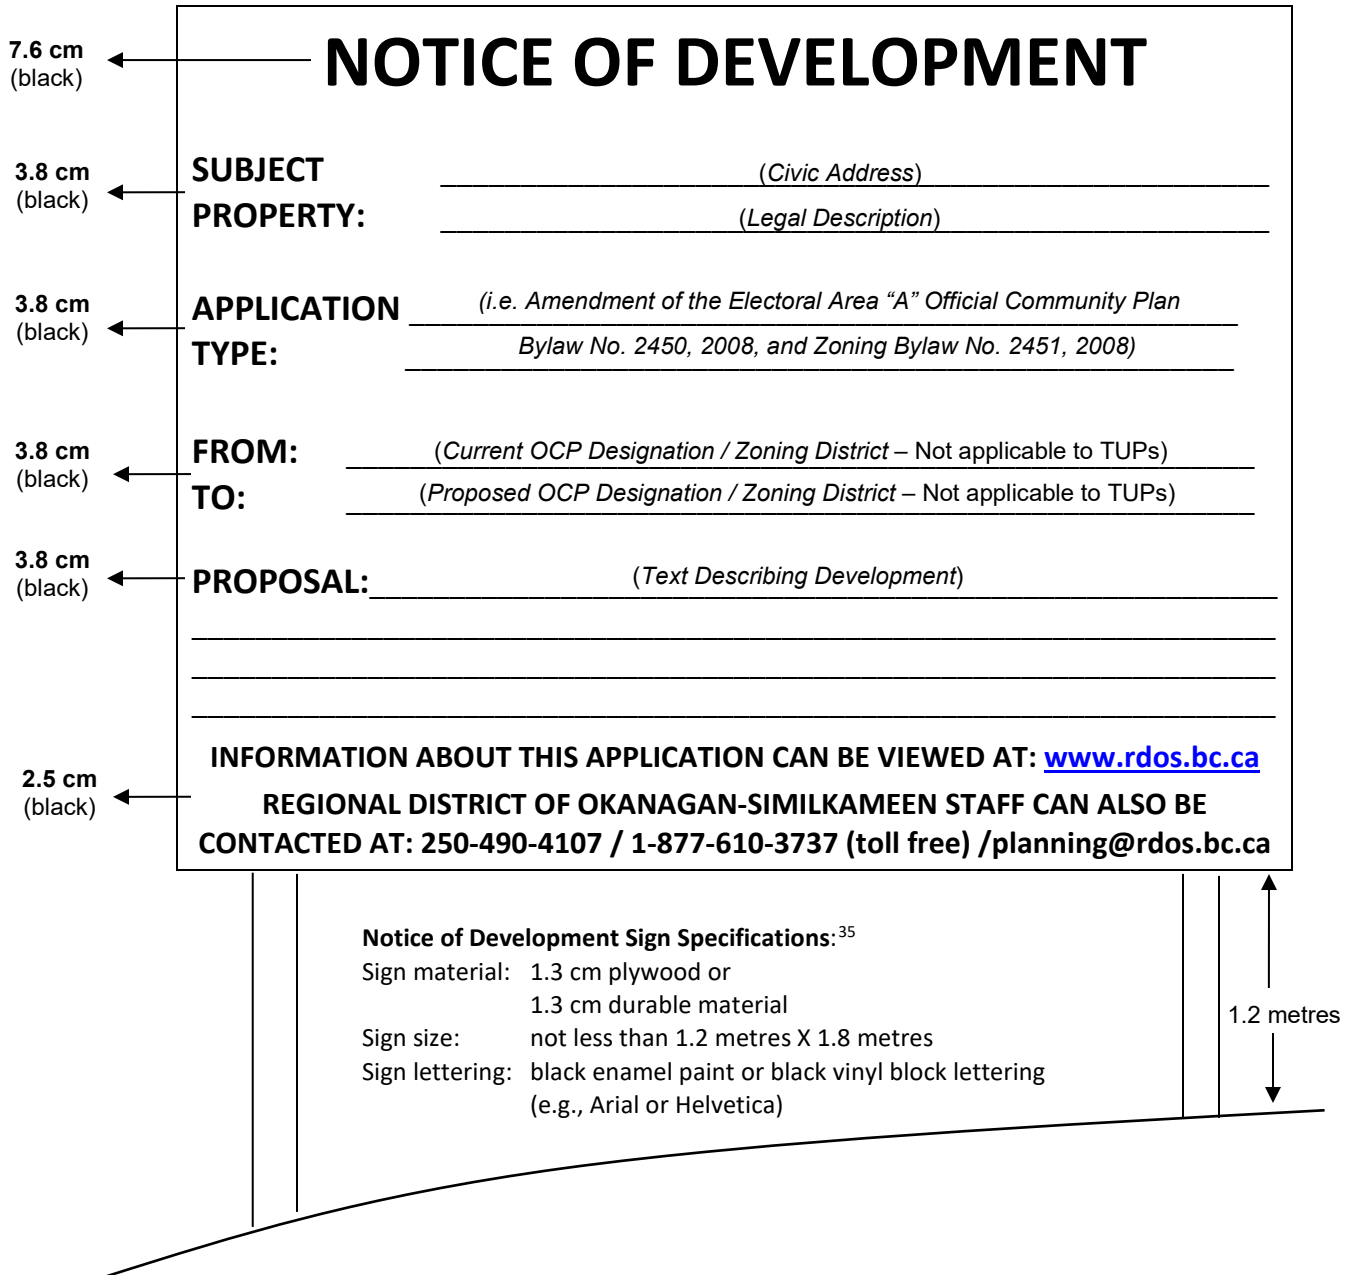 7.6 cm
(black)
NOTICE OF DEVELOPMENT
3.8 cm
(black)
SUBJECT
PROPERTY:
(Civic Address)
(Legal Description)
3.8 cm
(black)
APPLICATION
TYPE:
(i.e. Amendment of the Electoral Area “A” Official Community Plan
Bylaw No. 2450, 2008, and Zoning Bylaw No. 2451, 2008)
3.8 cm
(black)
FROM: (Current OCP Designation / Zoning District – Not applicable to TUPs)
TO: (Proposed OCP Designation / Zoning District – Not applicable to TUPs)
3.8 cm
(black)
PROPOSAL: (Text Describing Development)
INFORMATION ABOUT THIS APPLICATION CAN BE VIEWED AT: www.rdos.bc.ca
2.5 cm
(black)
REGIONAL DISTRICT OF OKANAGAN-SIMILKAMEEN STAFF CAN ALSO BE
CONTACTED AT: 250-490-4107 / 1-877-610-3737 (toll free) /planning@rdos.bc.ca
Notice of Development Sign Specifications:35
Sign material: 1.3 cm plywood or
1.3 cm durable material
Sign size: not less than 1.2 metres X 1.8 metres
Sign lettering: black enamel paint or black vinyl block lettering
(e.g., Arial or Helvetica)
1.2 metres